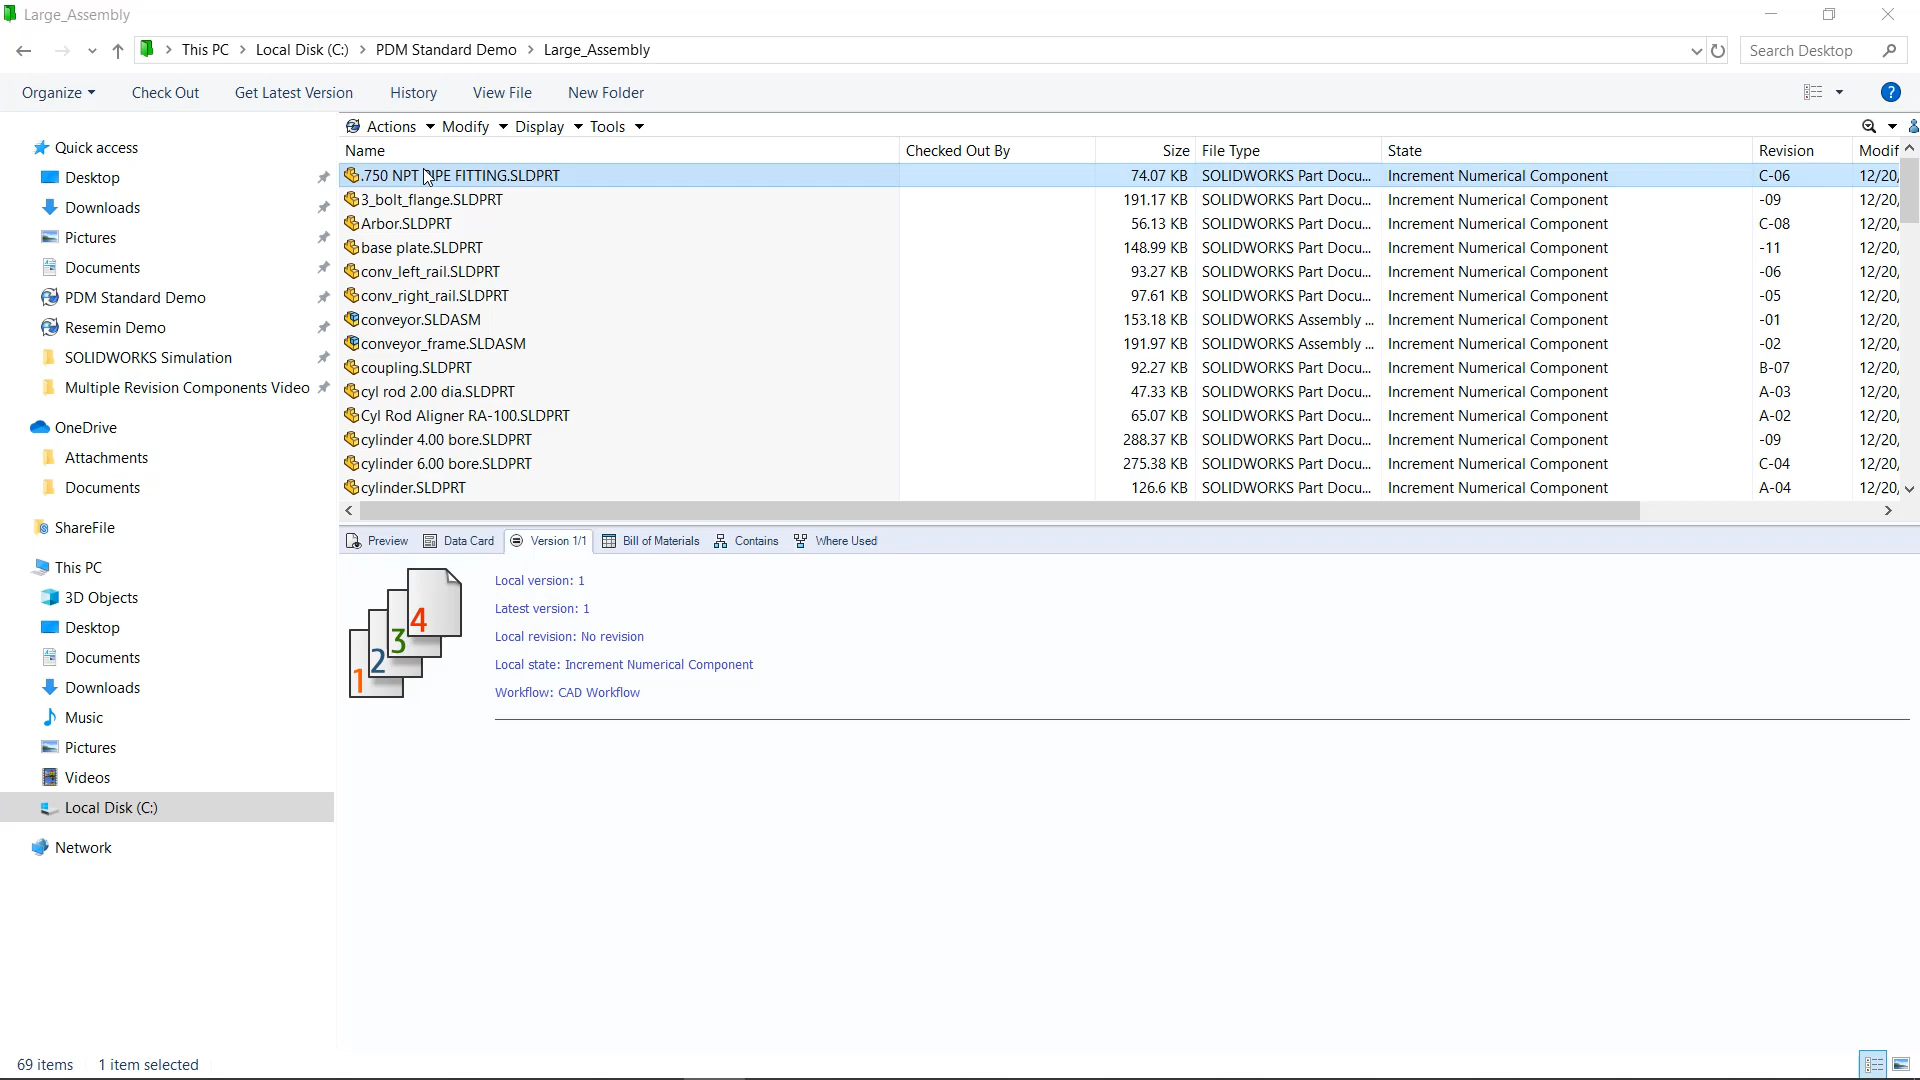 Large_Assembly
This PC > Local Disk (C:) > PDM Standard Demo > Large_Assembly
Search Desktop
Organize Check Out Get Latest Version History View File New Folder
?
Actions Modify Display Tools
Name Checked Out By Size File Type State Revision Modif
.750 NPT PIPE FITTING.SLDPRT 74.07 KB SOLIDWORKS Part Docu... Increment Numerical Component C-06 12/20,
3_bolt_flange.SLDPRT 191.17 KB SOLIDWORKS Part Docu... Increment Numerical Component -09 12/20,
Arbor.SLDPRT 56.13 KB SOLIDWORKS Part Docu... Increment Numerical Component C-08 12/20,
base plate.SLDPRT 148.99 KB SOLIDWORKS Part Docu... Increment Numerical Component -11 12/20,
conv_left_rail.SLDPRT 93.27 KB SOLIDWORKS Part Docu... Increment Numerical Component -06 12/20,
conv_right_rail.SLDPRT 97.61 KB SOLIDWORKS Part Docu... Increment Numerical Component -05 12/20,
conveyor.SLDASM 153.18 KB SOLIDWORKS Assembly ... Increment Numerical Component -01 12/20,
conveyor_frame.SLDASM 191.97 KB SOLIDWORKS Assembly ... Increment Numerical Component -02 12/20,
coupling.SLDPRT 92.27 KB SOLIDWORKS Part Docu... Increment Numerical Component B-07 12/20,
cyl rod 2.00 dia.SLDPRT 47.33 KB SOLIDWORKS Part Docu... Increment Numerical Component A-03 12/20,
Cyl Rod Aligner RA-100.SLDPRT 65.07 KB SOLIDWORKS Part Docu... Increment Numerical Component A-02 12/20,
cylinder 4.00 bore.SLDPRT 288.37 KB SOLIDWORKS Part Docu... Increment Numerical Component -09 12/20,
cylinder 6.00 bore.SLDPRT 275.38 KB SOLIDWORKS Part Docu... Increment Numerical Component C-04 12/20,
cylinder.SLDPRT 126.6 KB SOLIDWORKS Part Docu... Increment Numerical Component A-04 12/20,
Quick access
Desktop
Downloads
Pictures
Documents
PDM Standard Demo
Resemin Demo
SOLIDWORKS Simulation
Multiple Revision Components Video
OneDrive
Attachments
Documents
ShareFile
This PC
3D Objects
Desktop
Documents
Downloads
Music
Pictures
Videos
Local Disk (C:)
Network
Preview Data Card Version 1/1 Bill of Materials Contains Where Used
1 2 3 4
Local version: 1
Latest version: 1
Local revision: No revision
Local state: Increment Numerical Component
Workflow: CAD Workflow
69 items 1 item selected